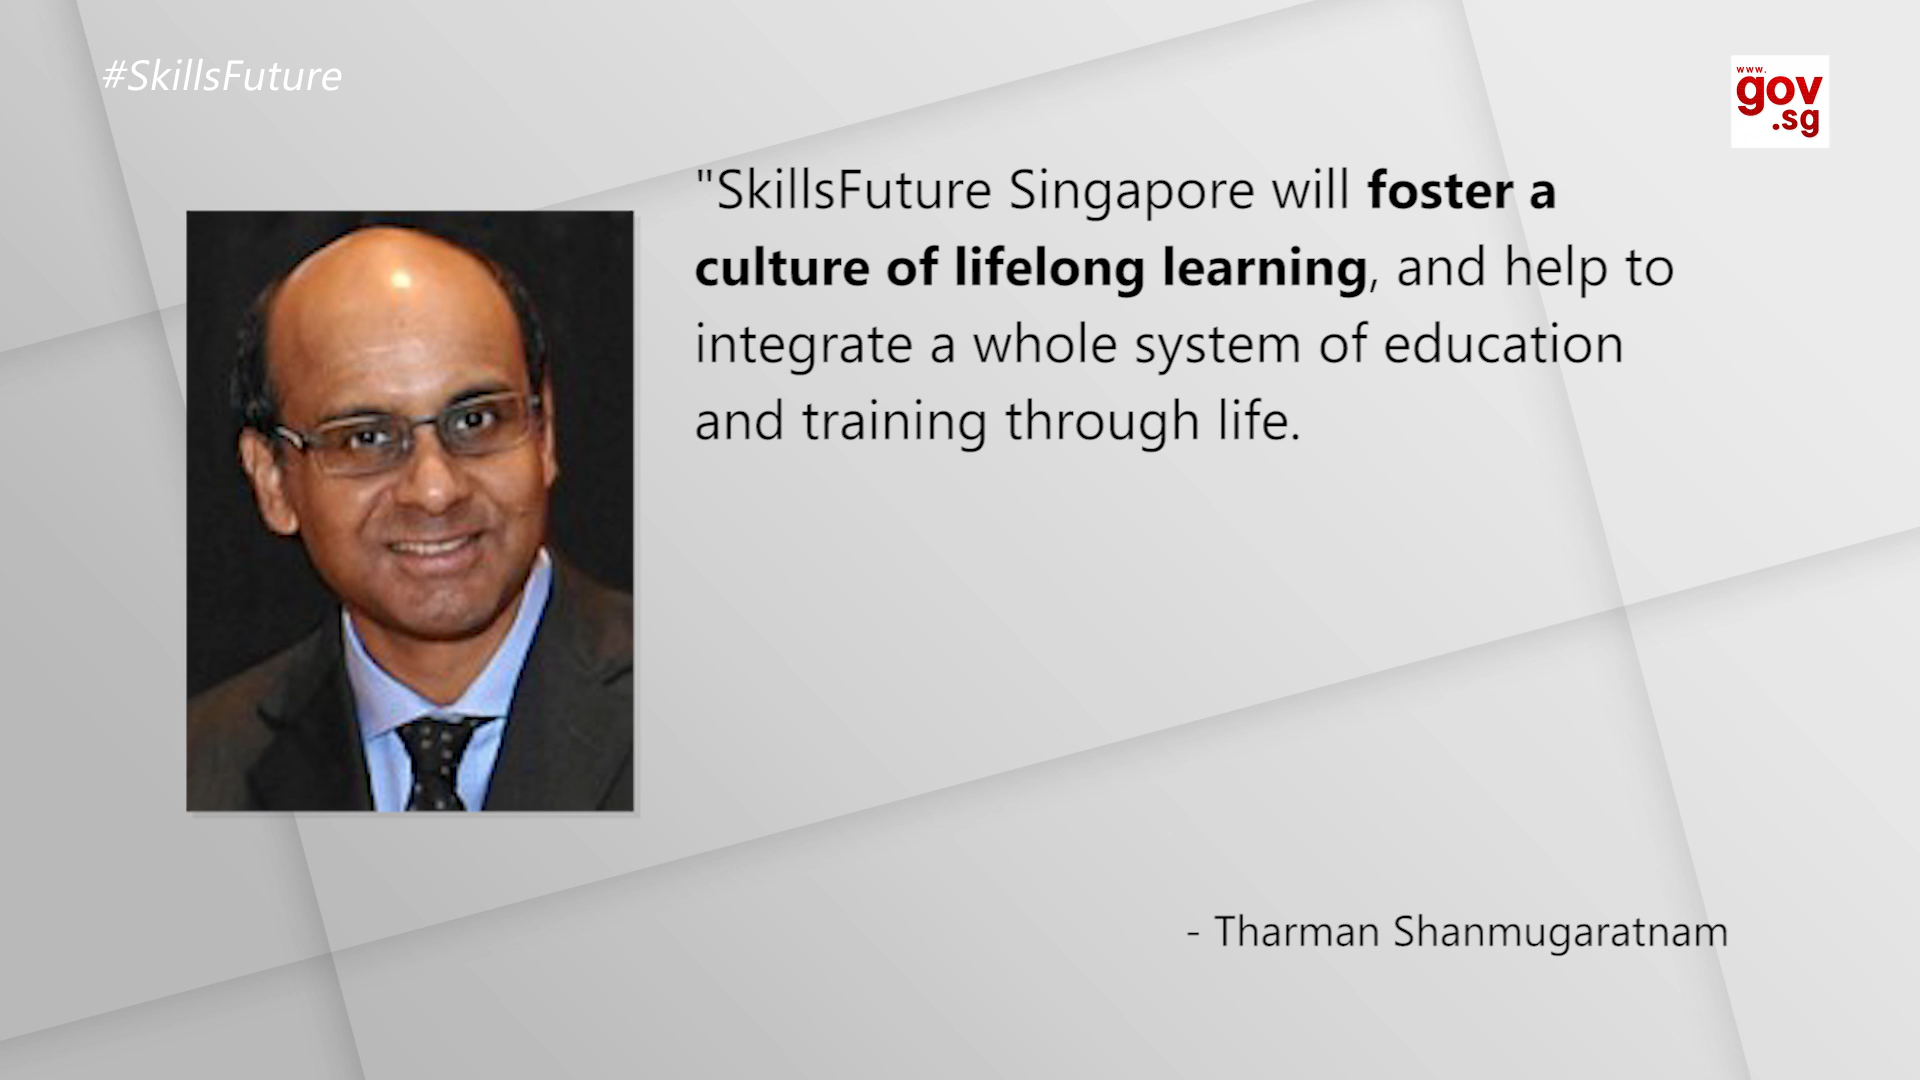 #SkillsFuture
www.
gov
.sg
"SkillsFuture Singapore will foster a
culture of lifelong learning, and help to
integrate a whole system of education
and training through life.
- Tharman Shanmugaratnam